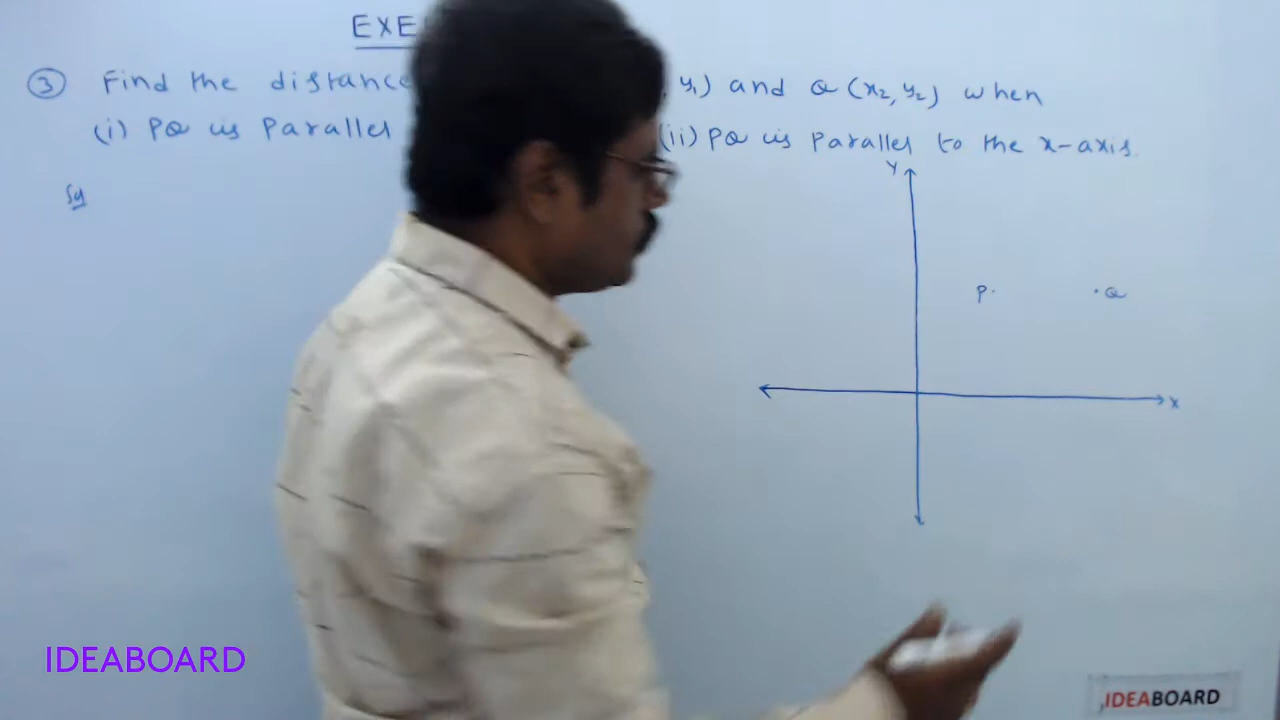 EXE
③ Find the distance , y₁) and Q (x₂, y₂) when
(i) PQ is parallel (ii) PQ is parallel to the x-axis.
Sol
Y
P. .Q
X
IDEABOARD
IDEABOARD